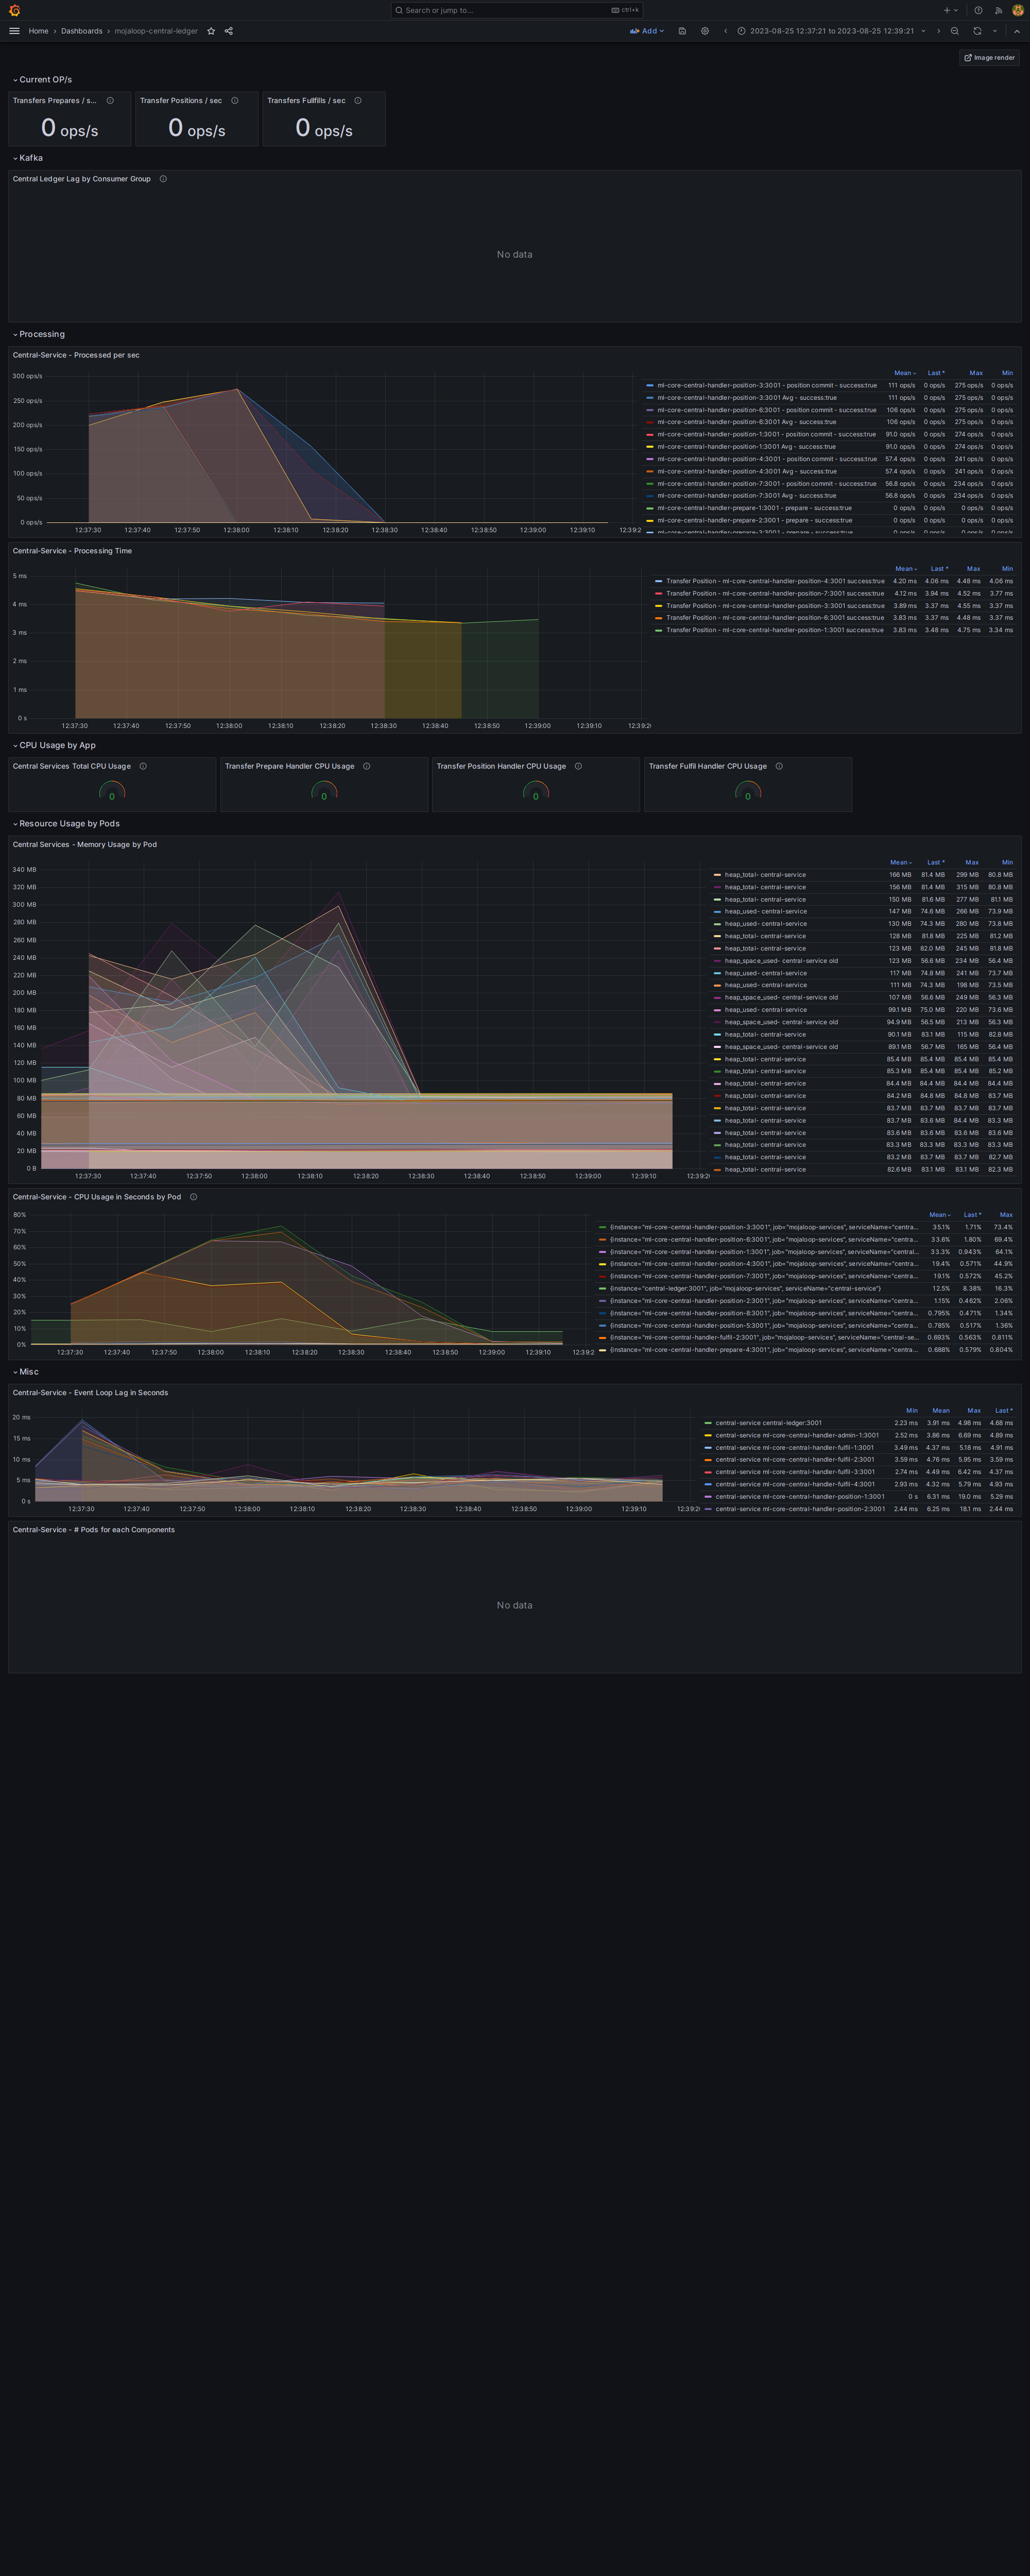 Search or jump to...
ctrl+k
Home › Dashboards › mojaloop-central-ledger
Add
2023-08-25 12:37:21 to 2023-08-25 12:39:21
Image render
Current OP/s
Transfers Prepares / s...
Transfer Positions / sec
Transfers Fullfills / sec
0 ops/s
0 ops/s
0 ops/s
Kafka
Central Ledger Lag by Consumer Group
No data
Processing
Central-Service - Processed per sec
300 ops/s
250 ops/s
200 ops/s
150 ops/s
100 ops/s
50 ops/s
0 ops/s
12:37:30 12:37:40 12:37:50 12:38:00 12:38:10 12:38:20 12:38:30 12:38:40 12:38:50 12:39:00 12:39:10 12:39:2
Mean Last * Max Min
ml-core-central-handler-position-3:3001 - position commit - success:true 111 ops/s 0 ops/s 275 ops/s 0 ops/s
ml-core-central-handler-position-3:3001 Avg - success:true 111 ops/s 0 ops/s 275 ops/s 0 ops/s
ml-core-central-handler-position-6:3001 - position commit - success:true 106 ops/s 0 ops/s 275 ops/s 0 ops/s
ml-core-central-handler-position-6:3001 Avg - success:true 106 ops/s 0 ops/s 275 ops/s 0 ops/s
ml-core-central-handler-position-1:3001 - position commit - success:true 91.0 ops/s 0 ops/s 274 ops/s 0 ops/s
ml-core-central-handler-position-1:3001 Avg - success:true 91.0 ops/s 0 ops/s 274 ops/s 0 ops/s
ml-core-central-handler-position-4:3001 - position commit - success:true 57.4 ops/s 0 ops/s 241 ops/s 0 ops/s
ml-core-central-handler-position-4:3001 Avg - success:true 57.4 ops/s 0 ops/s 241 ops/s 0 ops/s
ml-core-central-handler-position-7:3001 - position commit - success:true 56.8 ops/s 0 ops/s 234 ops/s 0 ops/s
ml-core-central-handler-position-7:3001 Avg - success:true 56.8 ops/s 0 ops/s 234 ops/s 0 ops/s
ml-core-central-handler-prepare-1:3001 - prepare - success:true 0 ops/s 0 ops/s 0 ops/s 0 ops/s
ml-core-central-handler-prepare-2:3001 - prepare - success:true 0 ops/s 0 ops/s 0 ops/s 0 ops/s
ml-core-central-handler-prepare-3:3001 - prepare - success:true 0 ops/s 0 ops/s 0 ops/s 0 ops/s
Central-Service - Processing Time
5 ms
4 ms
3 ms
2 ms
1 ms
0 s
12:37:30 12:37:40 12:37:50 12:38:00 12:38:10 12:38:20 12:38:30 12:38:40 12:38:50 12:39:00 12:39:10 12:39:2
Mean Last * Max Min
Transfer Position - ml-core-central-handler-position-4:3001 success:true 4.20 ms 4.06 ms 4.48 ms 4.06 ms
Transfer Position - ml-core-central-handler-position-7:3001 success:true 4.12 ms 3.94 ms 4.52 ms 3.77 ms
Transfer Position - ml-core-central-handler-position-3:3001 success:true 3.89 ms 3.37 ms 4.55 ms 3.37 ms
Transfer Position - ml-core-central-handler-position-6:3001 success:true 3.83 ms 3.37 ms 4.48 ms 3.37 ms
Transfer Position - ml-core-central-handler-position-1:3001 success:true 3.83 ms 3.48 ms 4.75 ms 3.34 ms
CPU Usage by App
Central Services Total CPU Usage
Transfer Prepare Handler CPU Usage
Transfer Position Handler CPU Usage
Transfer Fulfil Handler CPU Usage
0
0
0
0
Resource Usage by Pods
Central Services - Memory Usage by Pod
340 MB
320 MB
300 MB
280 MB
260 MB
240 MB
220 MB
200 MB
180 MB
160 MB
140 MB
120 MB
100 MB
80 MB
60 MB
40 MB
20 MB
0 B
12:37:30 12:37:40 12:37:50 12:38:00 12:38:10 12:38:20 12:38:30 12:38:40 12:38:50 12:39:00 12:39:10 12:39:20
Mean Last * Max Min
heap_total- central-service 166 MB 81.4 MB 299 MB 80.8 MB
heap_total- central-service 156 MB 81.4 MB 315 MB 80.8 MB
heap_total- central-service 150 MB 81.6 MB 277 MB 81.1 MB
heap_used- central-service 147 MB 74.6 MB 266 MB 73.9 MB
heap_used- central-service 130 MB 74.3 MB 280 MB 73.8 MB
heap_total- central-service 128 MB 81.8 MB 225 MB 81.2 MB
heap_total- central-service 123 MB 82.0 MB 245 MB 81.8 MB
heap_space_used- central-service old 123 MB 56.6 MB 234 MB 56.4 MB
heap_used- central-service 117 MB 74.8 MB 241 MB 73.7 MB
heap_used- central-service 111 MB 74.3 MB 198 MB 73.5 MB
heap_space_used- central-service old 107 MB 56.6 MB 249 MB 56.3 MB
heap_used- central-service 99.1 MB 75.0 MB 220 MB 73.6 MB
heap_space_used- central-service old 94.9 MB 56.5 MB 213 MB 56.3 MB
heap_total- central-service 90.1 MB 83.1 MB 115 MB 82.8 MB
heap_space_used- central-service old 89.1 MB 56.7 MB 165 MB 56.4 MB
heap_total- central-service 85.4 MB 85.4 MB 85.4 MB 85.4 MB
heap_total- central-service 85.3 MB 85.4 MB 85.4 MB 85.2 MB
heap_total- central-service 84.4 MB 84.4 MB 84.4 MB 84.4 MB
heap_total- central-service 84.2 MB 84.8 MB 84.8 MB 83.7 MB
heap_total- central-service 83.7 MB 83.7 MB 83.7 MB 83.7 MB
heap_total- central-service 83.7 MB 83.6 MB 84.4 MB 83.3 MB
heap_total- central-service 83.6 MB 83.6 MB 83.6 MB 83.6 MB
heap_total- central-service 83.3 MB 83.3 MB 83.3 MB 83.3 MB
heap_total- central-service 83.2 MB 83.7 MB 83.7 MB 82.7 MB
heap_total- central-service 82.6 MB 83.1 MB 83.1 MB 82.3 MB
Central-Service - CPU Usage in Seconds by Pod
80%
70%
60%
50%
40%
30%
20%
10%
0%
12:37:30 12:37:40 12:37:50 12:38:00 12:38:10 12:38:20 12:38:30 12:38:40 12:38:50 12:39:00 12:39:10 12:39:2
Mean Last * Max
{instance="ml-core-central-handler-position-3:3001", job="mojaloop-services", serviceName="centra... 35.1% 1.71% 73.4%
{instance="ml-core-central-handler-position-6:3001", job="mojaloop-services", serviceName="centra... 33.6% 1.80% 69.4%
{instance="ml-core-central-handler-position-1:3001", job="mojaloop-services", serviceName="central... 33.3% 0.943% 64.1%
{instance="ml-core-central-handler-position-4:3001", job="mojaloop-services", serviceName="centra... 19.4% 0.571% 44.9%
{instance="ml-core-central-handler-position-7:3001", job="mojaloop-services", serviceName="centra... 19.1% 0.572% 45.2%
{instance="central-ledger:3001", job="mojaloop-services", serviceName="central-service"} 12.5% 8.38% 16.3%
{instance="ml-core-central-handler-position-2:3001", job="mojaloop-services", serviceName="centra... 1.15% 0.462% 2.06%
{instance="ml-core-central-handler-position-8:3001", job="mojaloop-services", serviceName="centra... 0.795% 0.471% 1.34%
{instance="ml-core-central-handler-position-5:3001", job="mojaloop-services", serviceName="centra... 0.785% 0.517% 1.36%
{instance="ml-core-central-handler-fulfil-2:3001", job="mojaloop-services", serviceName="central-se... 0.693% 0.563% 0.811%
{instance="ml-core-central-handler-prepare-4:3001", job="mojaloop-services", serviceName="centra... 0.688% 0.579% 0.804%
Misc
Central-Service - Event Loop Lag in Seconds
20 ms
15 ms
10 ms
5 ms
0 s
12:37:30 12:37:40 12:37:50 12:38:00 12:38:10 12:38:20 12:38:30 12:38:40 12:38:50 12:39:00 12:39:10 12:39:20
Min Mean Max Last *
central-service central-ledger:3001 2.23 ms 3.91 ms 4.98 ms 4.68 ms
central-service ml-core-central-handler-admin-1:3001 2.52 ms 3.86 ms 6.69 ms 4.89 ms
central-service ml-core-central-handler-fulfil-1:3001 3.49 ms 4.37 ms 5.18 ms 4.91 ms
central-service ml-core-central-handler-fulfil-2:3001 3.59 ms 4.76 ms 5.95 ms 3.59 ms
central-service ml-core-central-handler-fulfil-3:3001 2.74 ms 4.49 ms 6.42 ms 4.37 ms
central-service ml-core-central-handler-fulfil-4:3001 2.93 ms 4.32 ms 5.79 ms 4.93 ms
central-service ml-core-central-handler-position-1:3001 0 s 6.31 ms 19.0 ms 5.29 ms
central-service ml-core-central-handler-position-2:3001 2.44 ms 6.25 ms 18.1 ms 2.44 ms
Central-Service - # Pods for each Components
No data